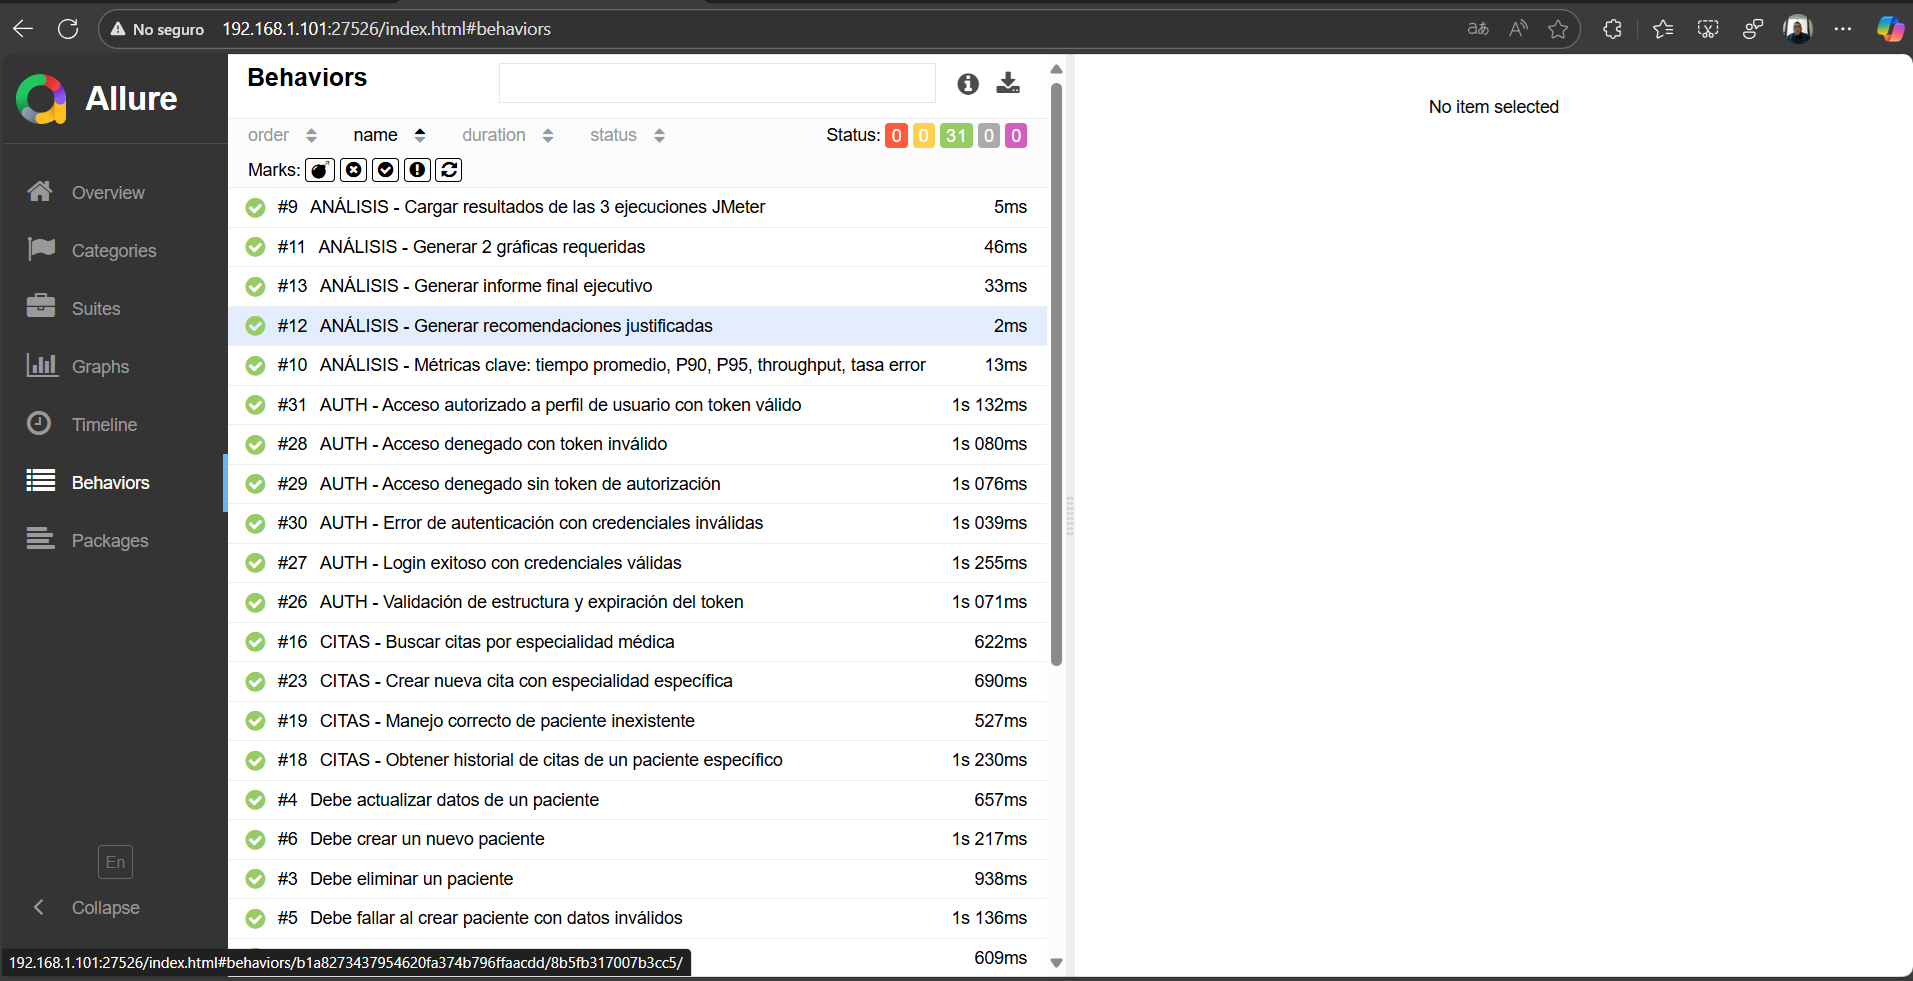 No seguro 192.168.1.101:27526/index.html#behaviors
Allure
Overview
Categories
Suites
Graphs
Timeline
Behaviors
Packages
En
Collapse
Behaviors
order name duration status Status: 0 0 31 0 0
Marks:
#9 ANÁLISIS - Cargar resultados de las 3 ejecuciones JMeter 5ms
#11 ANÁLISIS - Generar 2 gráficas requeridas 46ms
#13 ANÁLISIS - Generar informe final ejecutivo 33ms
#12 ANÁLISIS - Generar recomendaciones justificadas 2ms
#10 ANÁLISIS - Métricas clave: tiempo promedio, P90, P95, throughput, tasa error 13ms
#31 AUTH - Acceso autorizado a perfil de usuario con token válido 1s 132ms
#28 AUTH - Acceso denegado con token inválido 1s 080ms
#29 AUTH - Acceso denegado sin token de autorización 1s 076ms
#30 AUTH - Error de autenticación con credenciales inválidas 1s 039ms
#27 AUTH - Login exitoso con credenciales válidas 1s 255ms
#26 AUTH - Validación de estructura y expiración del token 1s 071ms
#16 CITAS - Buscar citas por especialidad médica 622ms
#23 CITAS - Crear nueva cita con especialidad específica 690ms
#19 CITAS - Manejo correcto de paciente inexistente 527ms
#18 CITAS - Obtener historial de citas de un paciente específico 1s 230ms
#4 Debe actualizar datos de un paciente 657ms
#6 Debe crear un nuevo paciente 1s 217ms
#3 Debe eliminar un paciente 938ms
#5 Debe fallar al crear paciente con datos inválidos 1s 136ms
609ms
192.168.1.101:27526/index.html#behaviors/b1a8273437954620fa374b796ffaacdd/8b5fb317007b3cc5/
No item selected